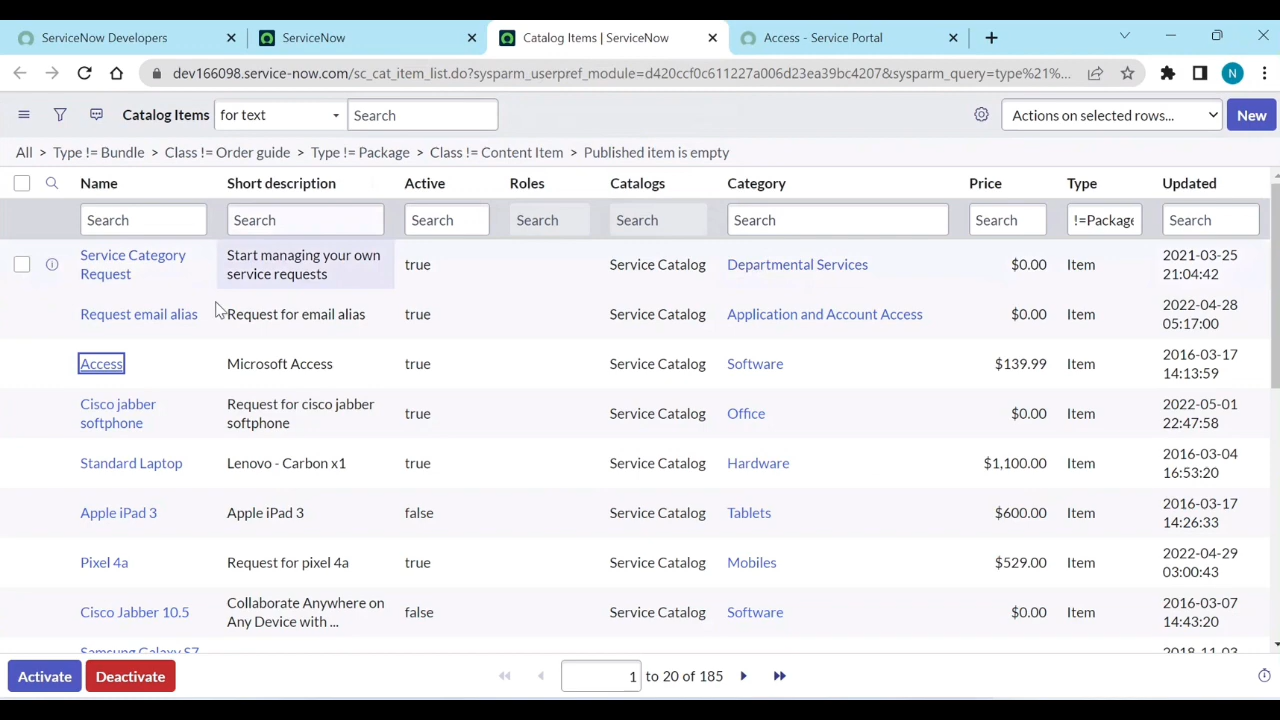 ServiceNow Developers
ServiceNow
Catalog Items | ServiceNow
Access - Service Portal
dev166098.service-now.com/sc_cat_item_list.do?sysparm_userpref_module=d420ccf0c611227a006d23ea39bc4207&sysparm_query=type%21%...
N
Catalog Items for text Search Actions on selected rows... New
All > Type != Bundle > Class != Order guide > Type != Package > Class != Content Item > Published item is empty
Name Short description Active Roles Catalogs Category Price Type Updated
Search Search Search Search Search Search Search !=Package Search
Service Category Request Start managing your own service requests true Service Catalog Departmental Services $0.00 Item 2021-03-25 21:04:42
Request email alias Request for email alias true Service Catalog Application and Account Access $0.00 Item 2022-04-28 05:17:00
Access Microsoft Access true Service Catalog Software $139.99 Item 2016-03-17 14:13:59
Cisco jabber softphone Request for cisco jabber softphone true Service Catalog Office $0.00 Item 2022-05-01 22:47:58
Standard Laptop Lenovo - Carbon x1 true Service Catalog Hardware $1,100.00 Item 2016-03-04 16:53:20
Apple iPad 3 Apple iPad 3 false Service Catalog Tablets $600.00 Item 2016-03-17 14:26:33
Pixel 4a Request for pixel 4a true Service Catalog Mobiles $529.00 Item 2022-04-29 03:00:43
Cisco Jabber 10.5 Collaborate Anywhere on Any Device with ... false Service Catalog Software $0.00 Item 2016-03-07 14:43:20
Samsung Galaxy S7 2018-11-03
Activate Deactivate 1 to 20 of 185